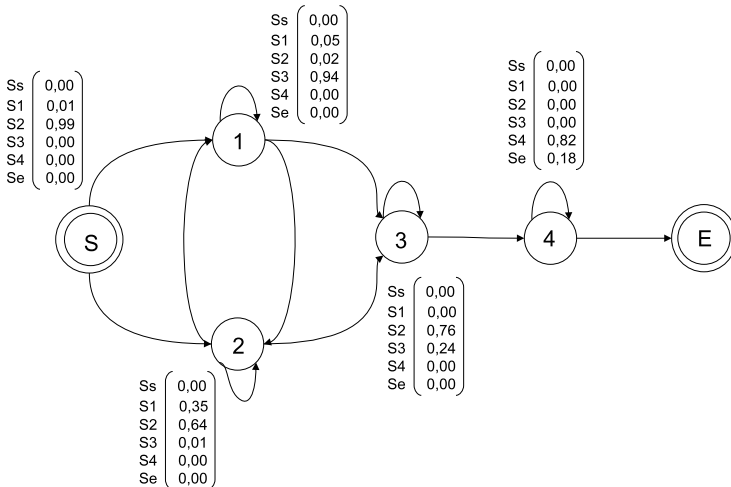 Ss 0,00
S1 0,05
S2 0,02
S3 0,94
S4 0,00
Se 0,00
Ss 0,00
S1 0,00
S2 0,00
S3 0,00
S4 0,82
Se 0,18
Ss 0,00
S1 0,01
S2 0,99
S3 0,00
S4 0,00
Se 0,00
1
S
3
4
E
2
Ss 0,00
S1 0,00
S2 0,76
S3 0,24
S4 0,00
Se 0,00
Ss 0,00
S1 0,35
S2 0,64
S3 0,01
S4 0,00
Se 0,00